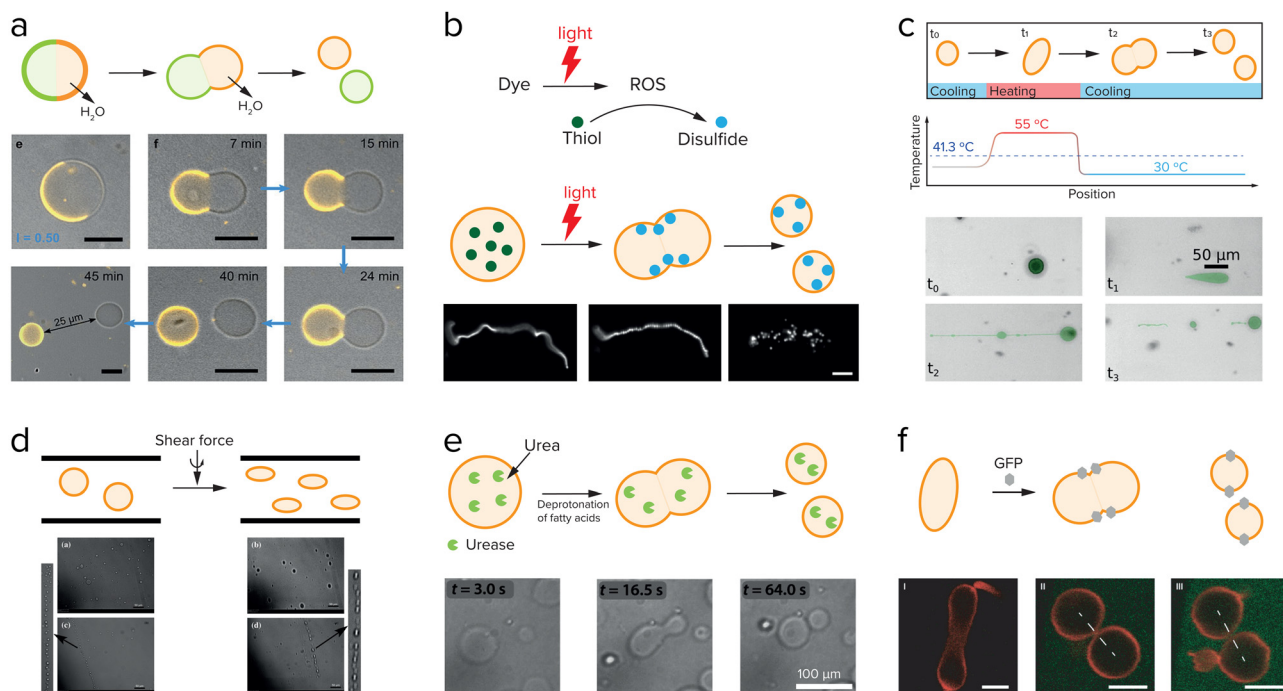 a
H2O
H2O
e
I = 0.50
f
7 min
15 min
45 min
25 µm
40 min
24 min
b
light
Dye
ROS
Thiol
Disulfide
light
c
t0
t1
t2
t3
Cooling
Heating
Cooling
Temperature
55 ºC
41.3 ºC
30 ºC
Position
t0
50 µm
t1
t2
t3
d
Shear force
(a)
(b)
(c)
(d)
e
Urea
Deprotonation
of fatty acids
Urease
t = 3.0 s
t = 16.5 s
t = 64.0 s
100 µm
f
GFP
I
II
III